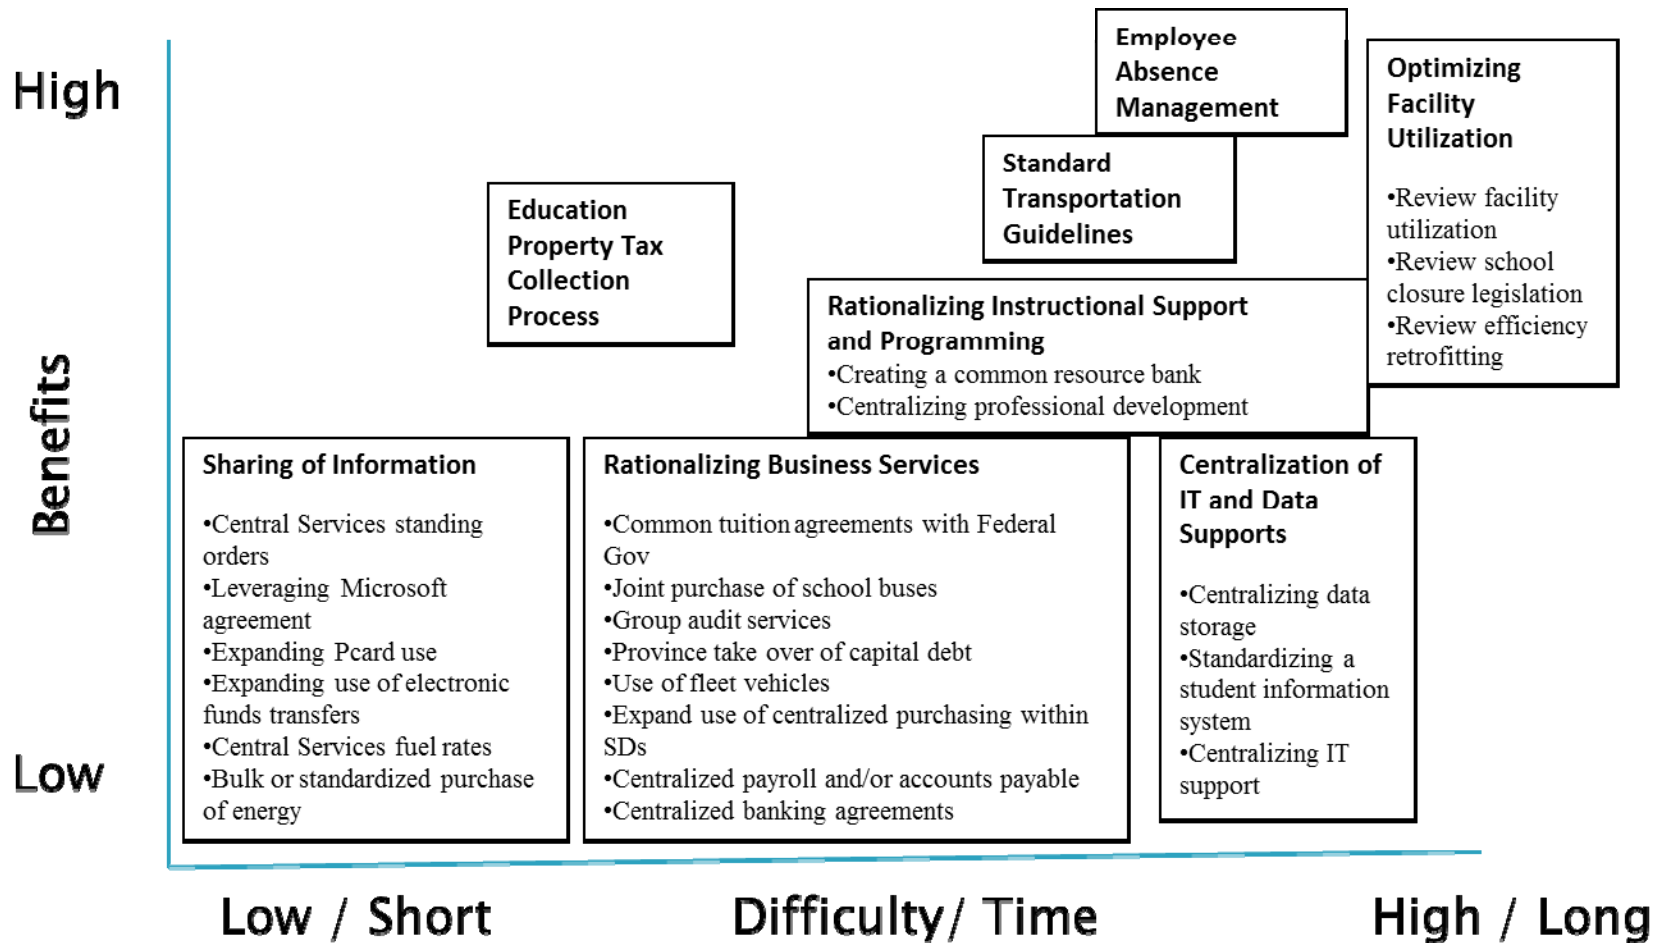 High
Employee
Absence
Management
Optimizing
Facility
Utilization
•Review facility
utilization
•Review school
closure legislation
•Review efficiency
retrofitting
Standard
Transportation
Guidelines
Education
Property Tax
Collection
Process
Rationalizing Instructional Support
and Programming
•Creating a common resource bank
•Centralizing professional development
Benefits
Sharing of Information
•Central Services standing
orders
•Leveraging Microsoft
agreement
•Expanding Pcard use
•Expanding use of electronic
funds transfers
•Central Services fuel rates
•Bulk or standardized purchase
of energy
Rationalizing Business Services
•Common tuition agreements with Federal
Gov
•Joint purchase of school buses
•Group audit services
•Province take over of capital debt
•Use of fleet vehicles
•Expand use of centralized purchasing within
SDs
•Centralized payroll and/or accounts payable
•Centralized banking agreements
Centralization of
IT and Data
Supports
•Centralizing data
storage
•Standardizing a
student information
system
•Centralizing IT
support
Low
Low / Short
Difficulty/ Time
High / Long